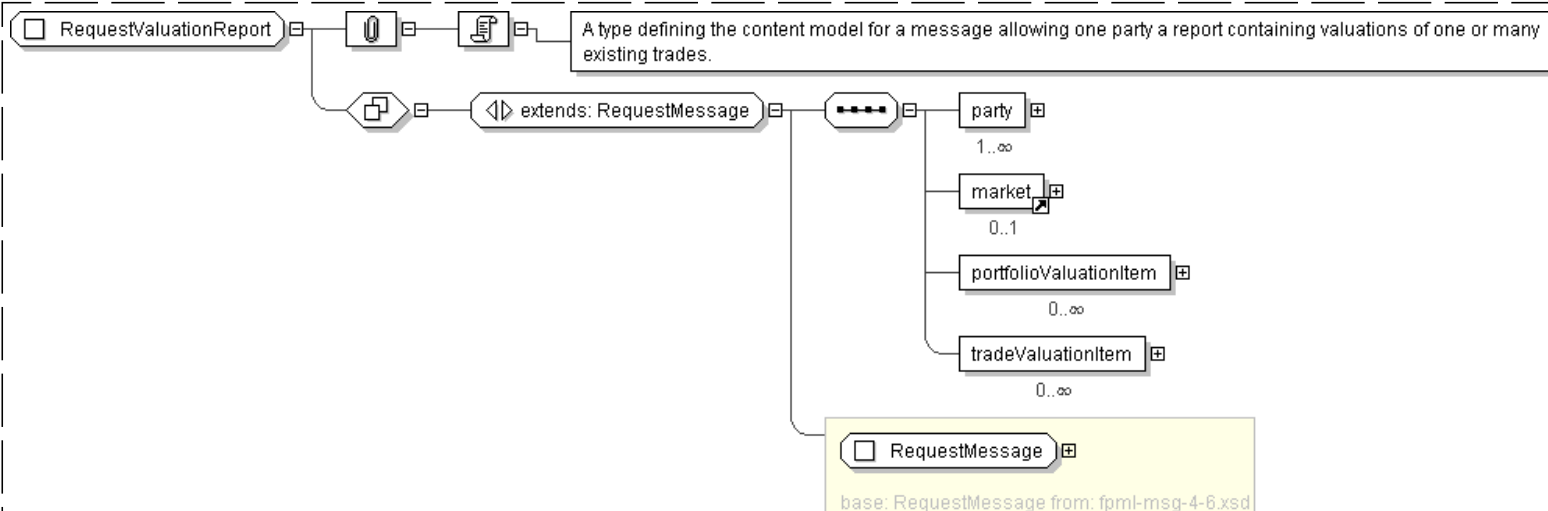 RequestValuationReport
A type defining the content model for a message allowing one party a report containing valuations of one or many
existing trades.
extends: RequestMessage
party
1..∞
market
0..1
portfolioValuationItem
0..∞
tradeValuationItem
0..∞
RequestMessage
base: RequestMessage from: fpml-msg-4-6.xsd